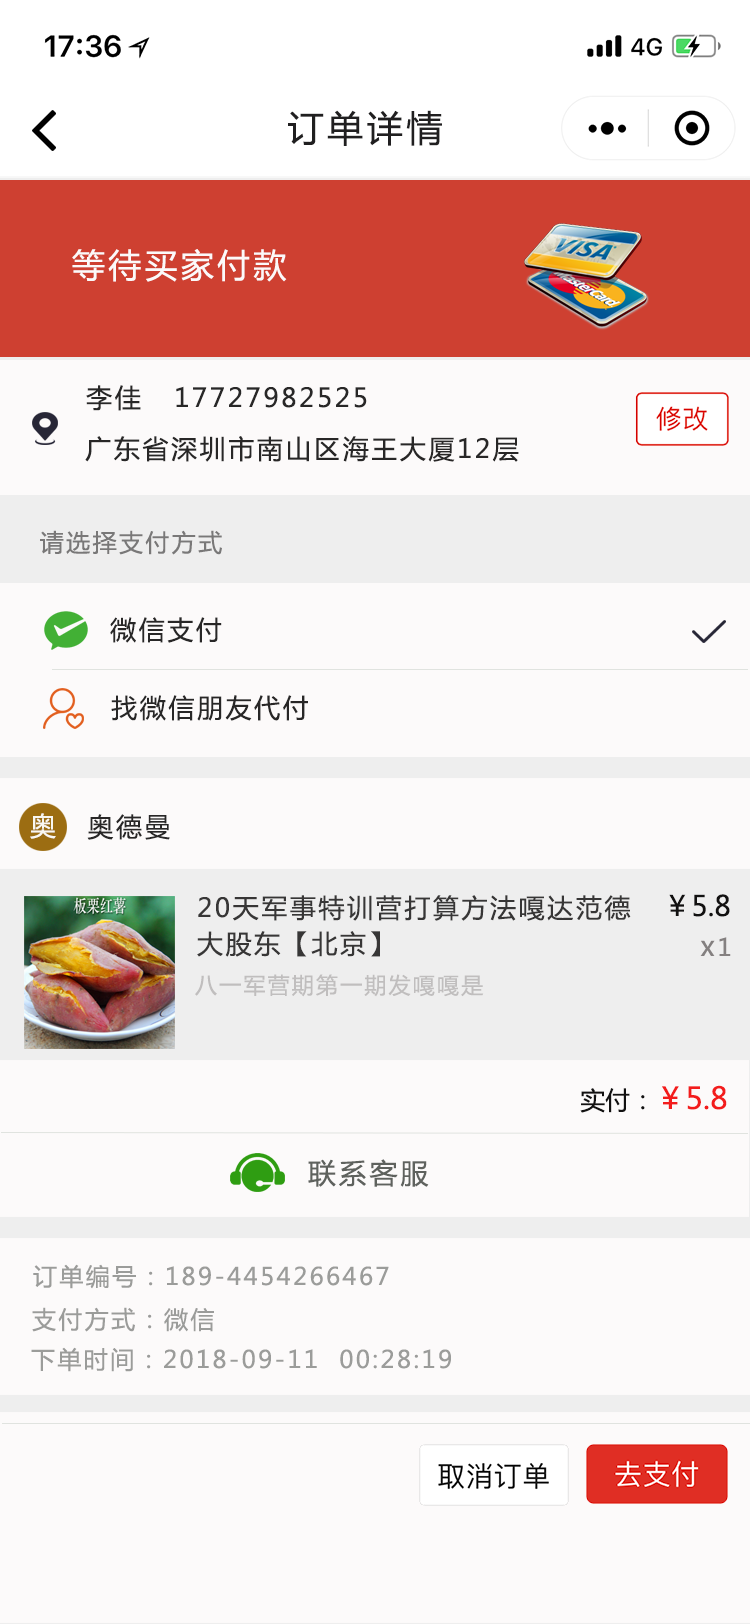 17:36
4G
订单详情
等待买家付款
VISA
MasterCard
李佳 17727982525
广东省深圳市南山区海王大厦12层
修改
请选择支付方式
微信支付
找微信朋友代付
奥 奥德曼
板栗红薯
20天军事特训营打算方法嘎达范德
大股东【北京】
¥5.8
x1
八一军营期第一期发嘎嘎是
实付：¥5.8
联系客服
订单编号：189-4454266467
支付方式：微信
下单时间：2018-09-11 00:28:19
取消订单
去支付